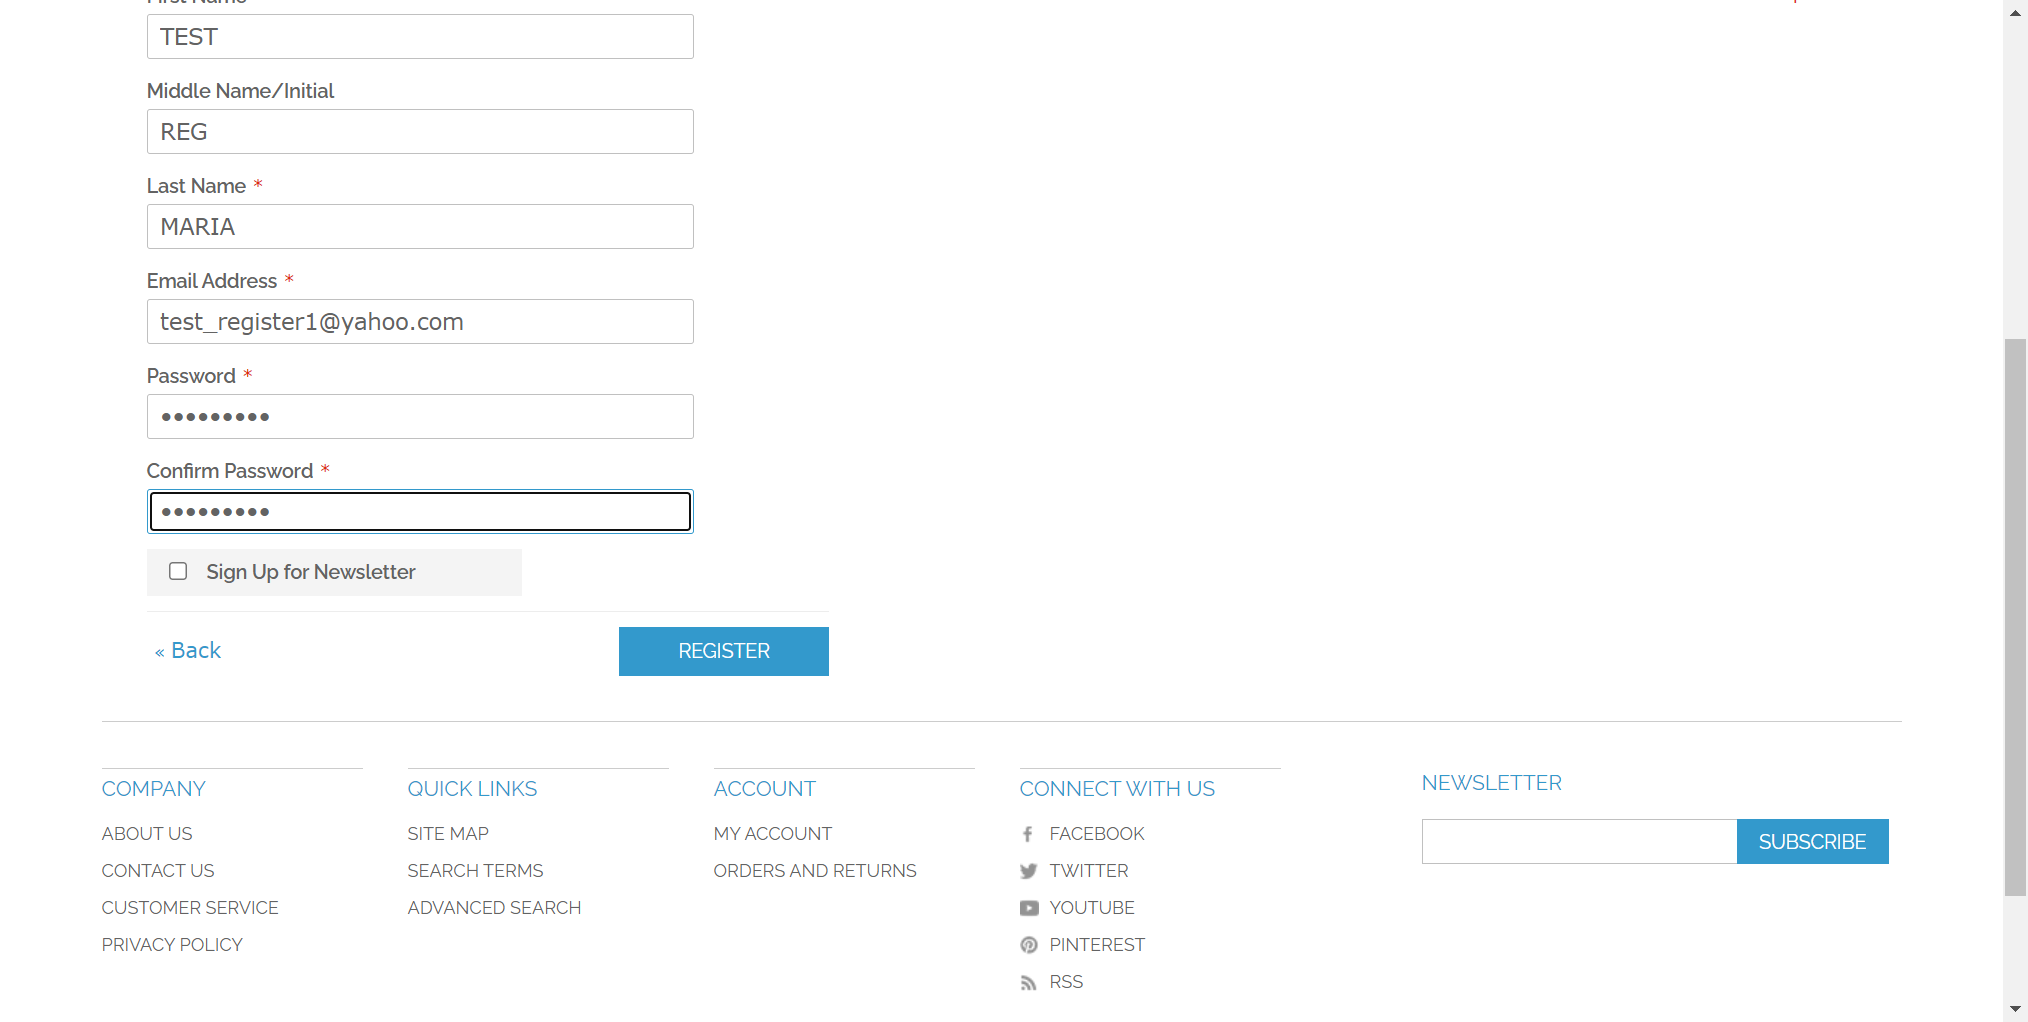 First Name
TEST
Middle Name/Initial
REG
Last Name *
MARIA
Email Address *
test_register1@yahoo.com
Password *
•••••••••
Confirm Password *
•••••••••
Sign Up for Newsletter
« Back
REGISTER
COMPANY
ABOUT US
CONTACT US
CUSTOMER SERVICE
PRIVACY POLICY
QUICK LINKS
SITE MAP
SEARCH TERMS
ADVANCED SEARCH
ACCOUNT
MY ACCOUNT
ORDERS AND RETURNS
CONNECT WITH US
FACEBOOK
TWITTER
YOUTUBE
PINTEREST
RSS
NEWSLETTER
SUBSCRIBE